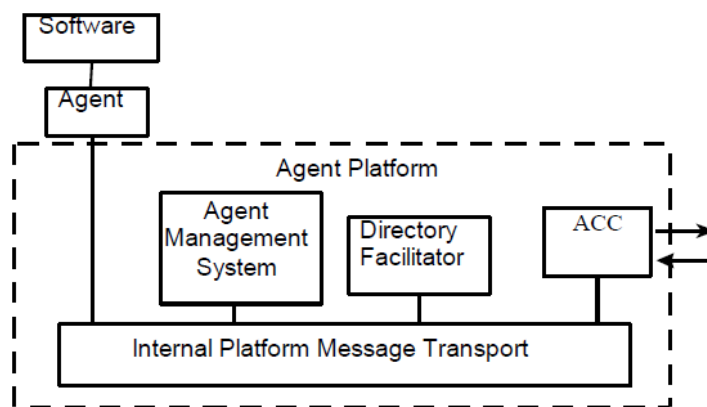 Software
Agent
Agent Platform
Agent
Management
System
Directory
Facilitator
ACC
Internal Platform Message Transport